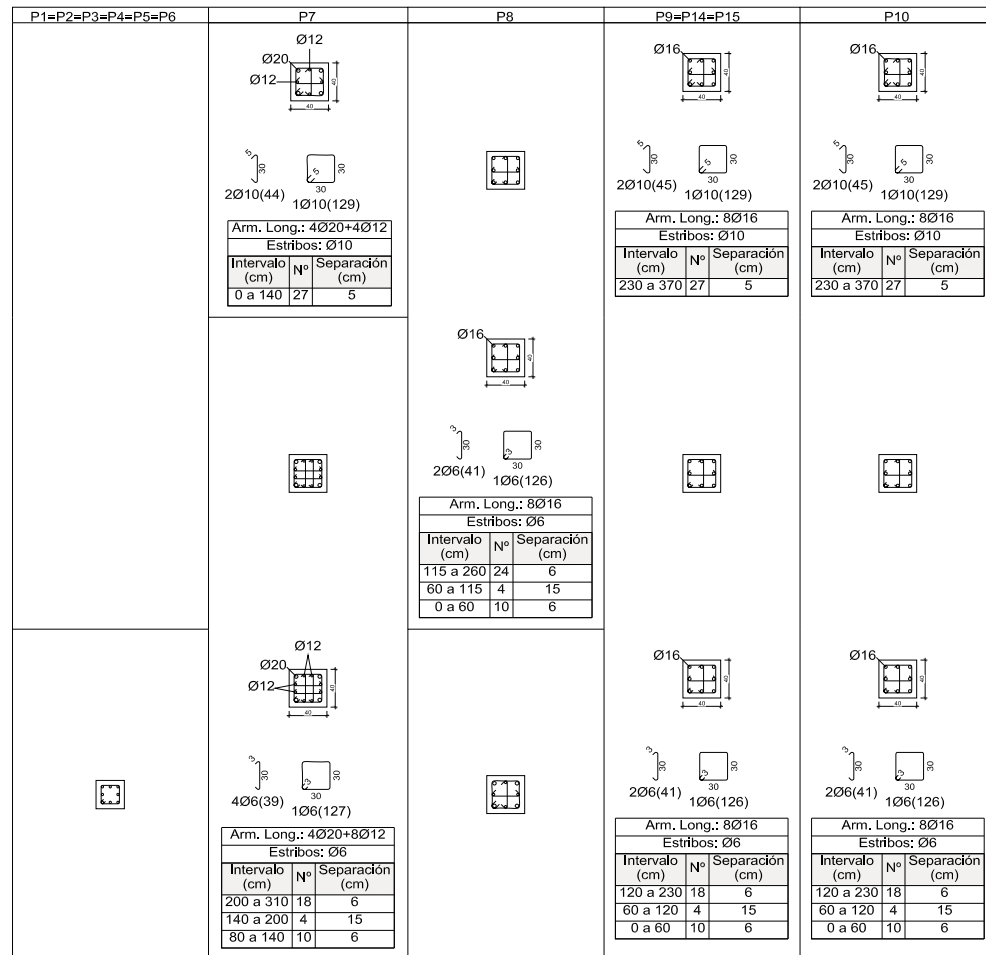 P1=P2=P3=P4=P5=P6
P7
P8
P9=P14=P15
P10
Ø12
Ø20
Ø12
40
40
5
30
2Ø10(44)
5
30
30
1Ø10(129)
Arm. Long.: 4Ø20+4Ø12
Estribos: Ø10
Intervalo (cm) Nº Separación (cm)
0 a 140 27 5
Ø16
40
40
5
30
2Ø10(45)
5
30
30
1Ø10(129)
Arm. Long.: 8Ø16
Estribos: Ø10
Intervalo (cm) Nº Separación (cm)
230 a 370 27 5
Ø16
40
40
5
30
2Ø10(45)
5
30
30
1Ø10(129)
Arm. Long.: 8Ø16
Estribos: Ø10
Intervalo (cm) Nº Separación (cm)
230 a 370 27 5
Ø16
40
40
3
30
2Ø6(41)
3
30
30
1Ø6(126)
Arm. Long.: 8Ø16
Estribos: Ø6
Intervalo (cm) Nº Separación (cm)
115 a 260 24 6
60 a 115 4 15
0 a 60 10 6
Ø12
Ø20
Ø12
40
40
3
30
4Ø6(39)
3
30
30
1Ø6(127)
Arm. Long.: 4Ø20+8Ø12
Estribos: Ø6
Intervalo (cm) Nº Separación (cm)
200 a 310 18 6
140 a 200 4 15
80 a 140 10 6
Ø16
40
40
3
30
2Ø6(41)
3
30
30
1Ø6(126)
Arm. Long.: 8Ø16
Estribos: Ø6
Intervalo (cm) Nº Separación (cm)
120 a 230 18 6
60 a 120 4 15
0 a 60 10 6
Ø16
40
40
3
30
2Ø6(41)
3
30
30
1Ø6(126)
Arm. Long.: 8Ø16
Estribos: Ø6
Intervalo (cm) Nº Separación (cm)
120 a 230 18 6
60 a 120 4 15
0 a 60 10 6